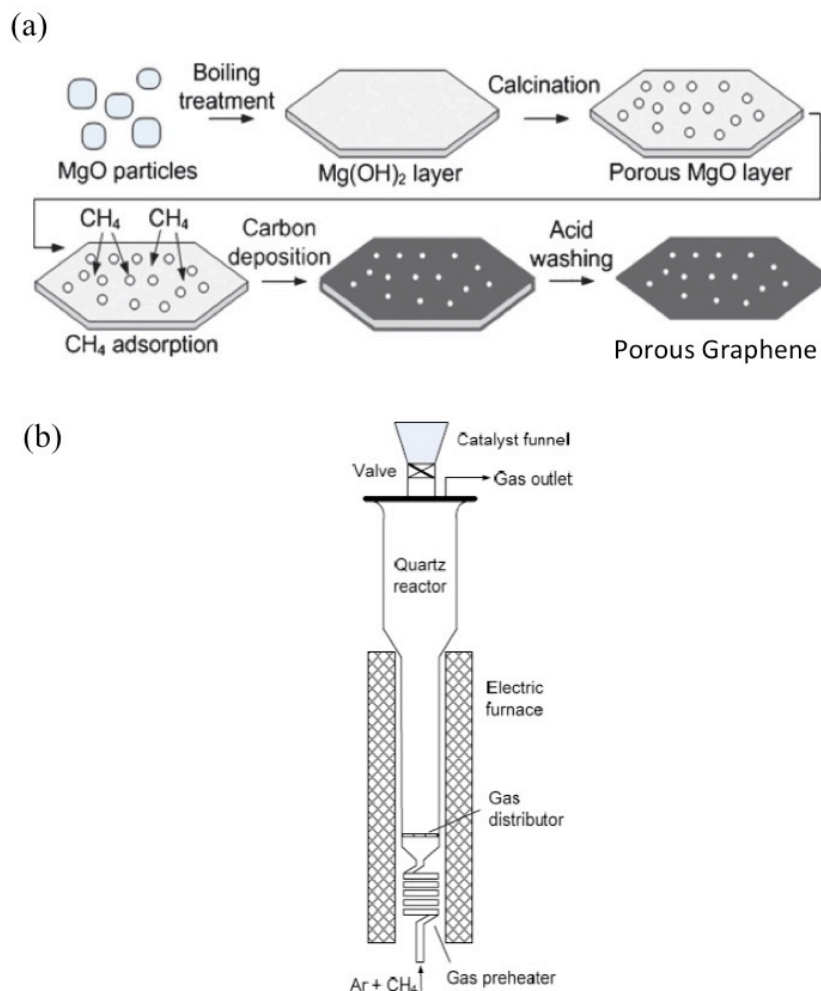 (a)
Boiling
treatment
Calcination
MgO particles
Mg(OH)₂ layer
Porous MgO layer
CH₄ CH₄
Carbon
deposition
Acid
washing
CH₄ adsorption
Porous Graphene
(b)
Catalyst funnel
Valve
Gas outlet
Quartz
reactor
Electric
furnace
Gas
distributor
Gas preheater
Ar + CH₄